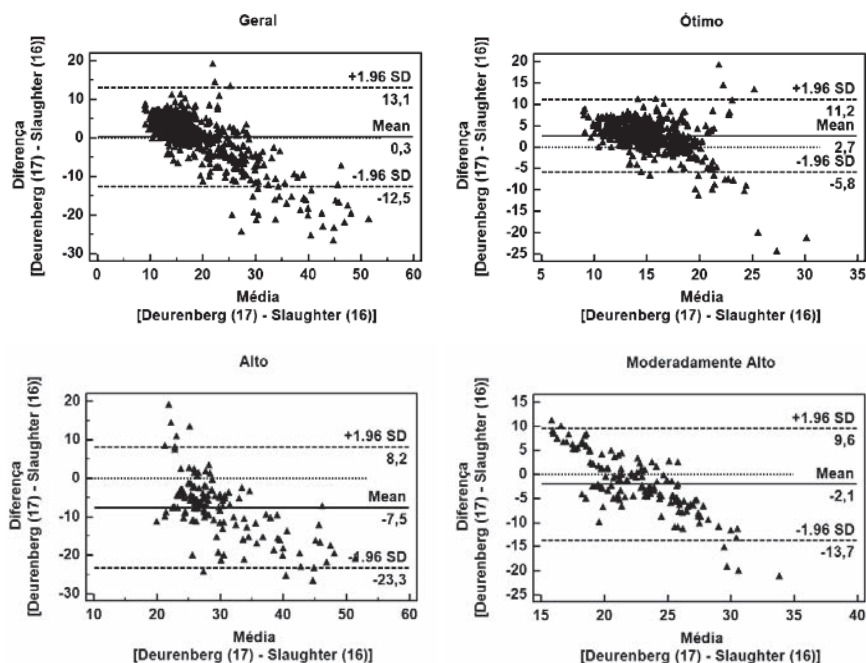 Geral
Diferença
[Deurenberg (17) - Slaughter (16)]
20
10
0
-10
-20
-30
+1.96 SD
13,1
Mean
0,3
-1.96 SD
-12,5
0 10 20 30 40 50 60
Média
[Deurenberg (17) - Slaughter (16)]
Ótimo
Diferença
[Deurenberg (17) - Slaughter (16)]
20
15
10
5
0
-5
-10
-15
-20
-25
+1.96 SD
11,2
Mean
2,7
-1.96 SD
-5,8
5 10 15 20 25 30 35
Média
[Deurenberg (17) - Slaughter (16)]
Alto
Diferença
[Deurenberg (17) - Slaughter (16)]
20
10
0
-10
-20
-30
+1.96 SD
8,2
Mean
-7,5
-1.96 SD
-23,3
10 20 30 40 50 60
Média
[Deurenberg (17) - Slaughter (16)]
Moderadamente Alto
Diferença
[Deurenberg (17) - Slaughter (16)]
15
10
5
0
-5
-10
-15
-20
-25
+1.96 SD
9,6
Mean
-2,1
-1.96 SD
-13,7
15 20 25 30 35 40
Média
[Deurenberg (17) - Slaughter (16)]